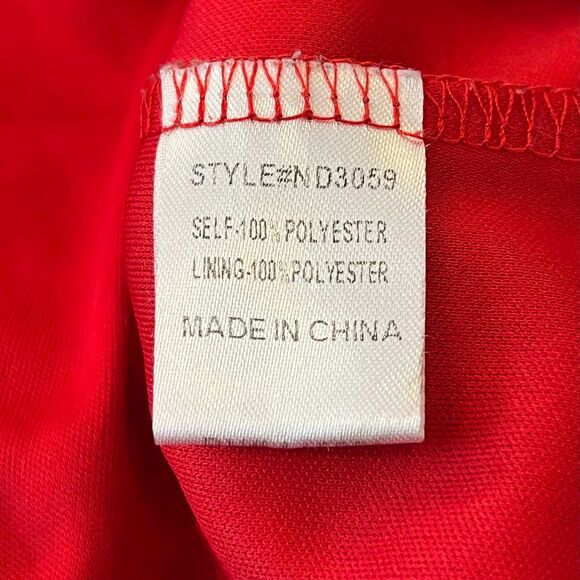 STYLE#ND3059
SELF-100%POLYESTER
LINING-100%POLYESTER
MADE IN CHINA